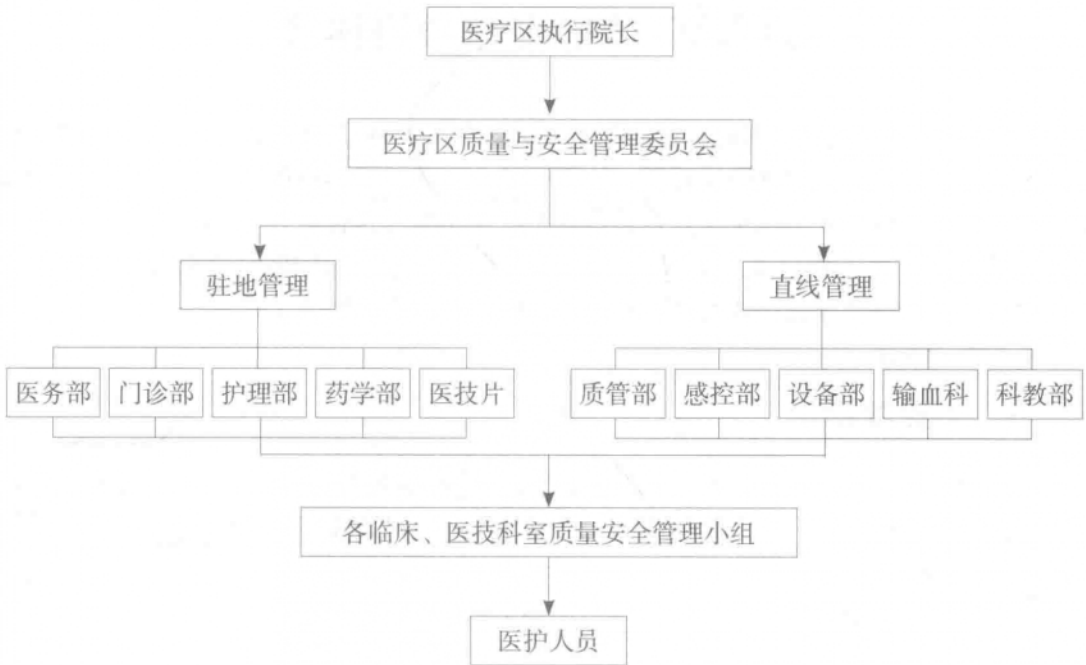 医疗区执行院长
医疗区质量与安全管理委员会
驻地管理
直线管理
医务部
门诊部
护理部
药学部
医技片
质管部
感控部
设备部
输血科
科教部
各临床、医技科室质量安全管理小组
医护人员